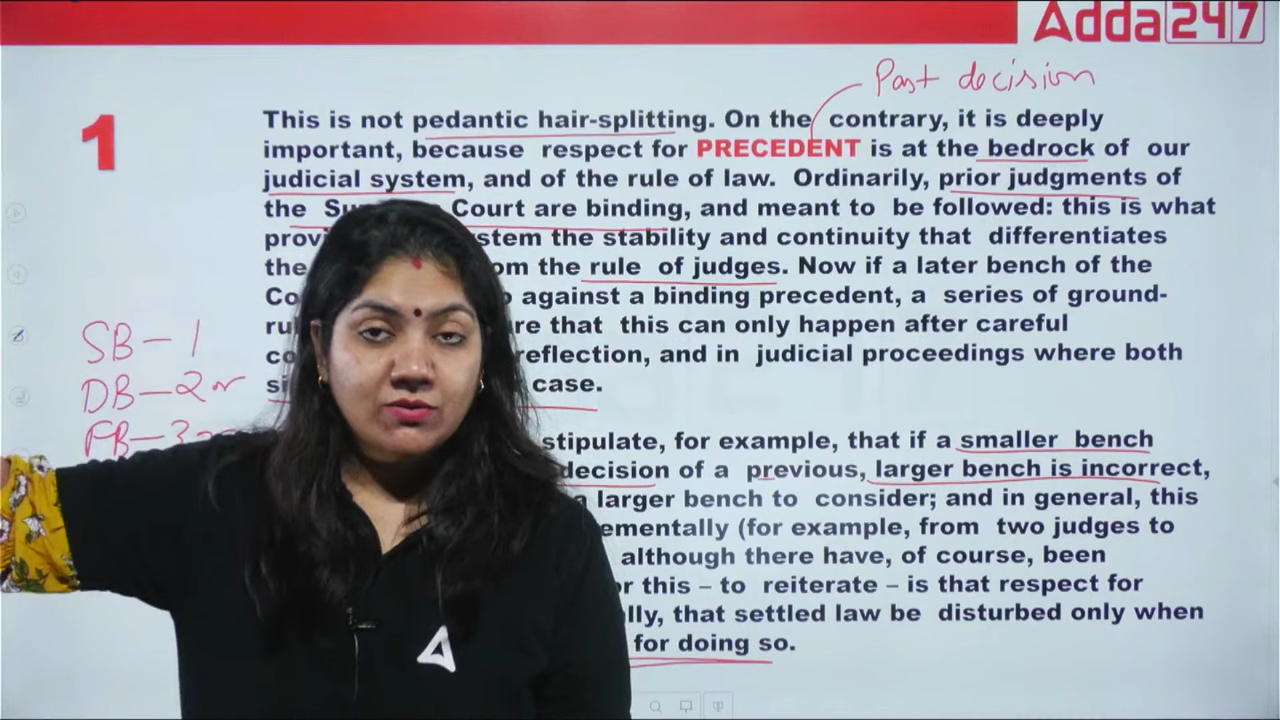 Adda 247
Past decision
1
This is not pedantic hair-splitting. On the contrary, it is deeply
important, because respect for PRECEDENT is at the bedrock of our
judicial system, and of the rule of law. Ordinarily, prior judgments of
the Court are binding, and meant to be followed: this is what
the stability and continuity that differentiates
the the rule of judges. Now if a later bench of the
against a binding precedent, a series of ground-
that this can only happen after careful
reflection, and in judicial proceedings where both
case.
SB-1
DB-2 or
FB-3
stipulate, for example, that if a smaller bench
decision of a previous, larger bench is incorrect,
a larger bench to consider; and in general, this
(for example, from two judges to
although there have, of course, been
this – to reiterate – is that respect for
that settled law be disturbed only when
for doing so.